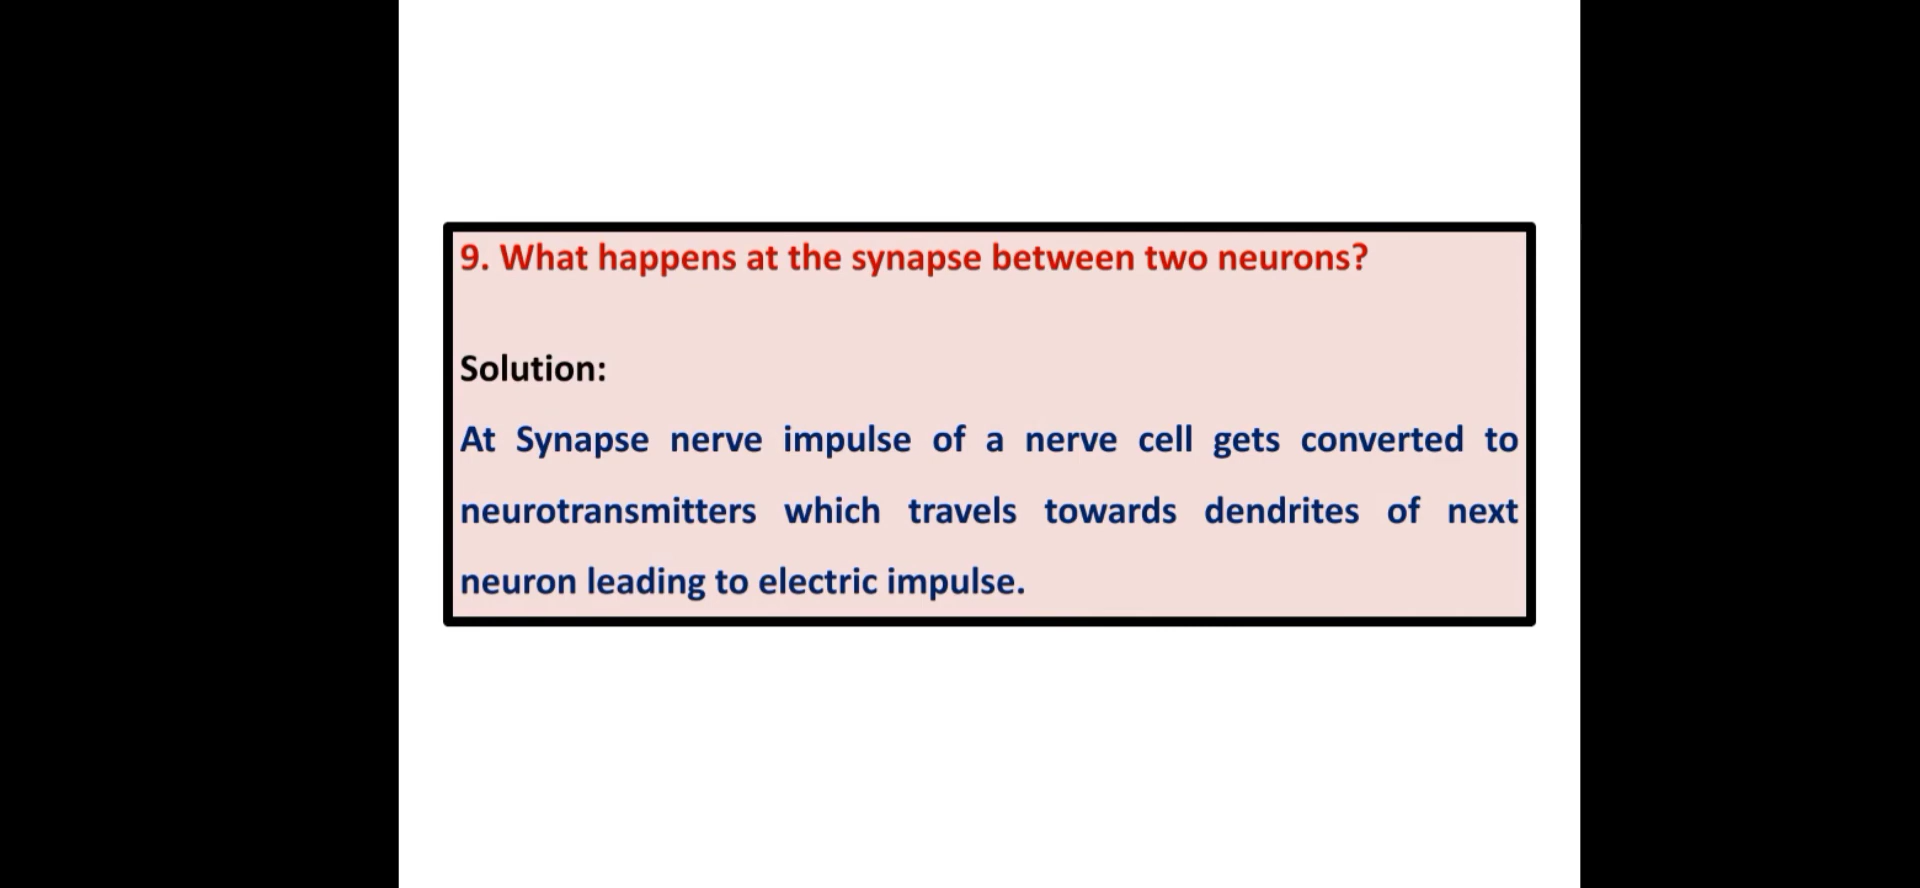 9. What happens at the synapse between two neurons?
Solution:
At Synapse nerve impulse of a nerve cell gets converted to
neurotransmitters which travels towards dendrites of next
neuron leading to electric impulse.